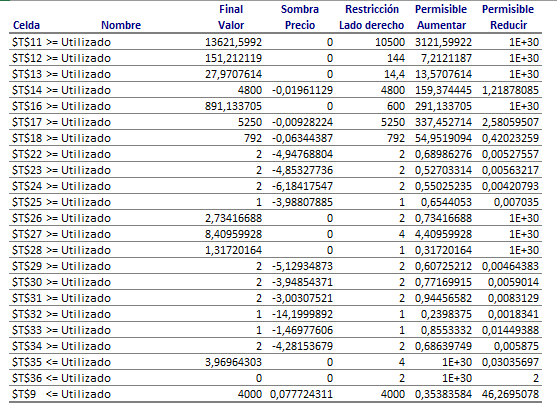 Final Sombra Restricción Permisible Permisible
Celda Nombre Valor Precio Lado derecho Aumentar Reducir
$T$11 >= Utilizado 13621,5992 0 10500 3121,59922 1E+30
$T$12 >= Utilizado 151,212119 0 144 7,2121187 1E+30
$T$13 >= Utilizado 27,9707614 0 14,4 13,5707614 1E+30
$T$14 >= Utilizado 4800 -0,01961129 4800 159,374445 1,21878085
$T$16 >= Utilizado 891,133705 0 600 291,133705 1E+30
$T$17 >= Utilizado 5250 -0,00928224 5250 337,452714 2,58059507
$T$18 >= Utilizado 792 -0,06344387 792 54,9519094 0,42023259
$T$22 >= Utilizado 2 -4,94768804 2 0,68986276 0,00527557
$T$23 >= Utilizado 2 -4,85327736 2 0,52703314 0,00563217
$T$24 >= Utilizado 2 -6,18417547 2 0,55025235 0,00420793
$T$25 >= Utilizado 1 -3,98807885 1 0,6544053 0,007035
$T$26 >= Utilizado 2,73416688 0 2 0,73416688 1E+30
$T$27 >= Utilizado 8,40959928 0 4 4,40959928 1E+30
$T$28 >= Utilizado 1,31720164 0 1 0,31720164 1E+30
$T$29 >= Utilizado 2 -5,12934873 2 0,60725212 0,00464383
$T$30 >= Utilizado 2 -3,94854371 2 0,77169915 0,0059014
$T$31 >= Utilizado 2 -3,00307521 2 0,94456582 0,0083129
$T$32 >= Utilizado 1 -14,1999892 1 0,2398375 0,0018341
$T$33 >= Utilizado 1 -1,46977606 1 0,8553332 0,01449388
$T$34 >= Utilizado 2 -4,28153679 2 0,68639749 0,005875
$T$35 <= Utilizado 3,96964303 0 4 1E+30 0,03035697
$T$36 <= Utilizado 0 0 2 1E+30 2
$T$9 <= Utilizado 4000 0,077724311 4000 0,35383584 46,2695078